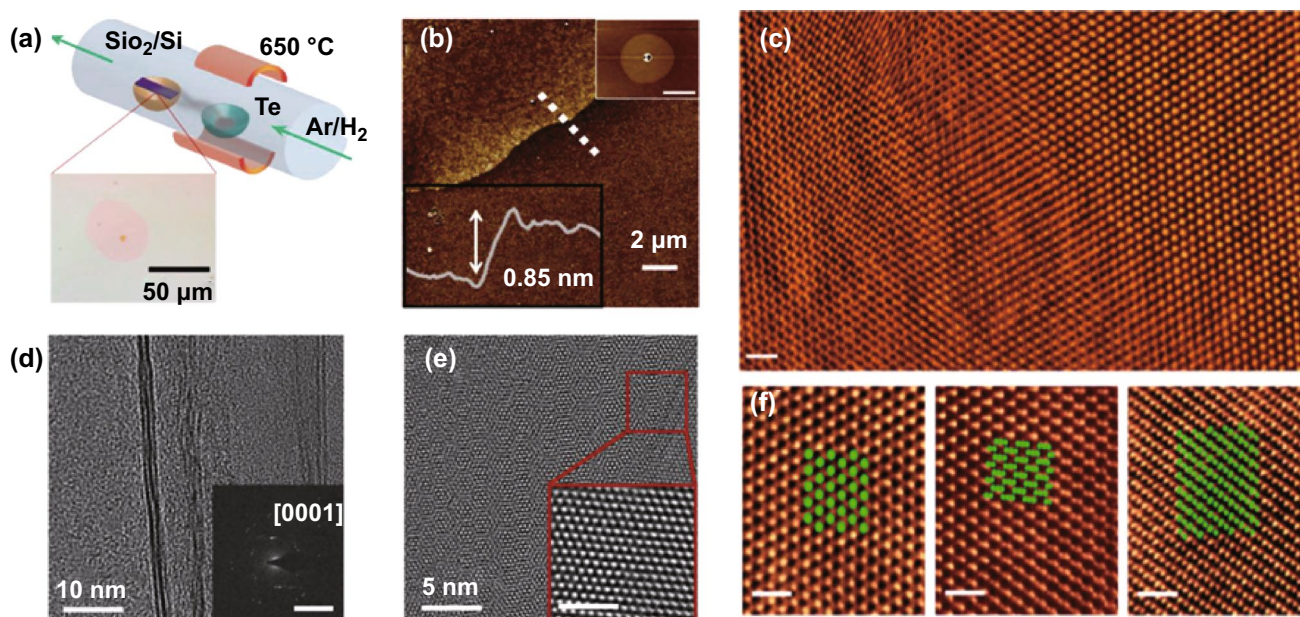 (a)
Sio2/Si
650 °C
Te
Ar/H2
50 µm
(b)
0.85 nm
2 µm
(c)
(d)
[0001]
10 nm
(e)
5 nm
(f)